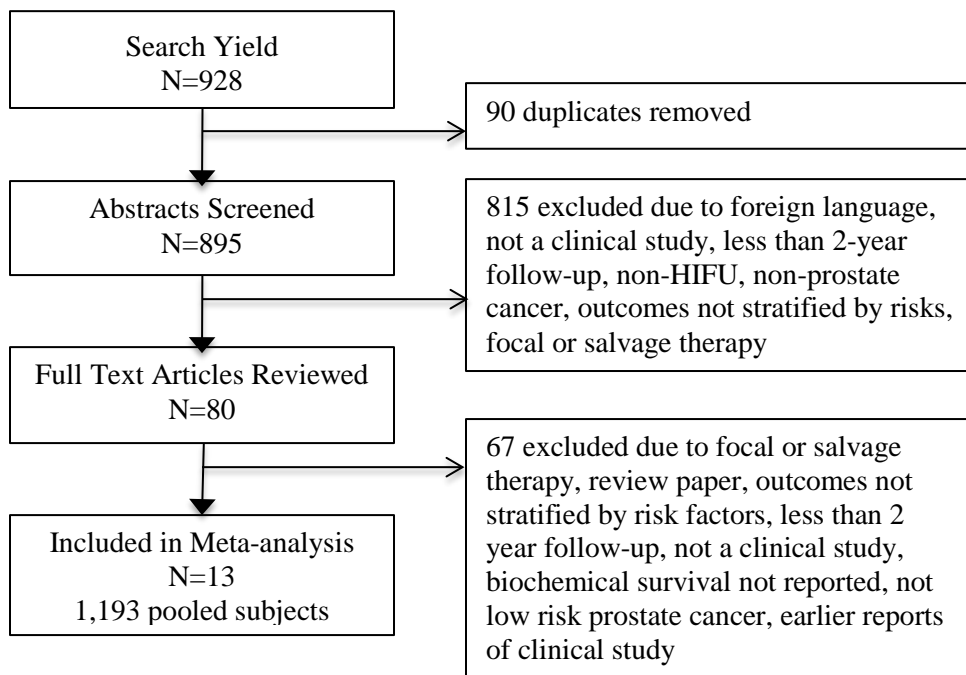 Search Yield
N=928
90 duplicates removed
Abstracts Screened
N=895
815 excluded due to foreign language,
not a clinical study, less than 2-year
follow-up, non-HIFU, non-prostate
cancer, outcomes not stratified by risks,
focal or salvage therapy
Full Text Articles Reviewed
N=80
67 excluded due to focal or salvage
therapy, review paper, outcomes not
stratified by risk factors, less than 2
year follow-up, not a clinical study,
biochemical survival not reported, not
low risk prostate cancer, earlier reports
of clinical study
Included in Meta-analysis
N=13
1,193 pooled subjects